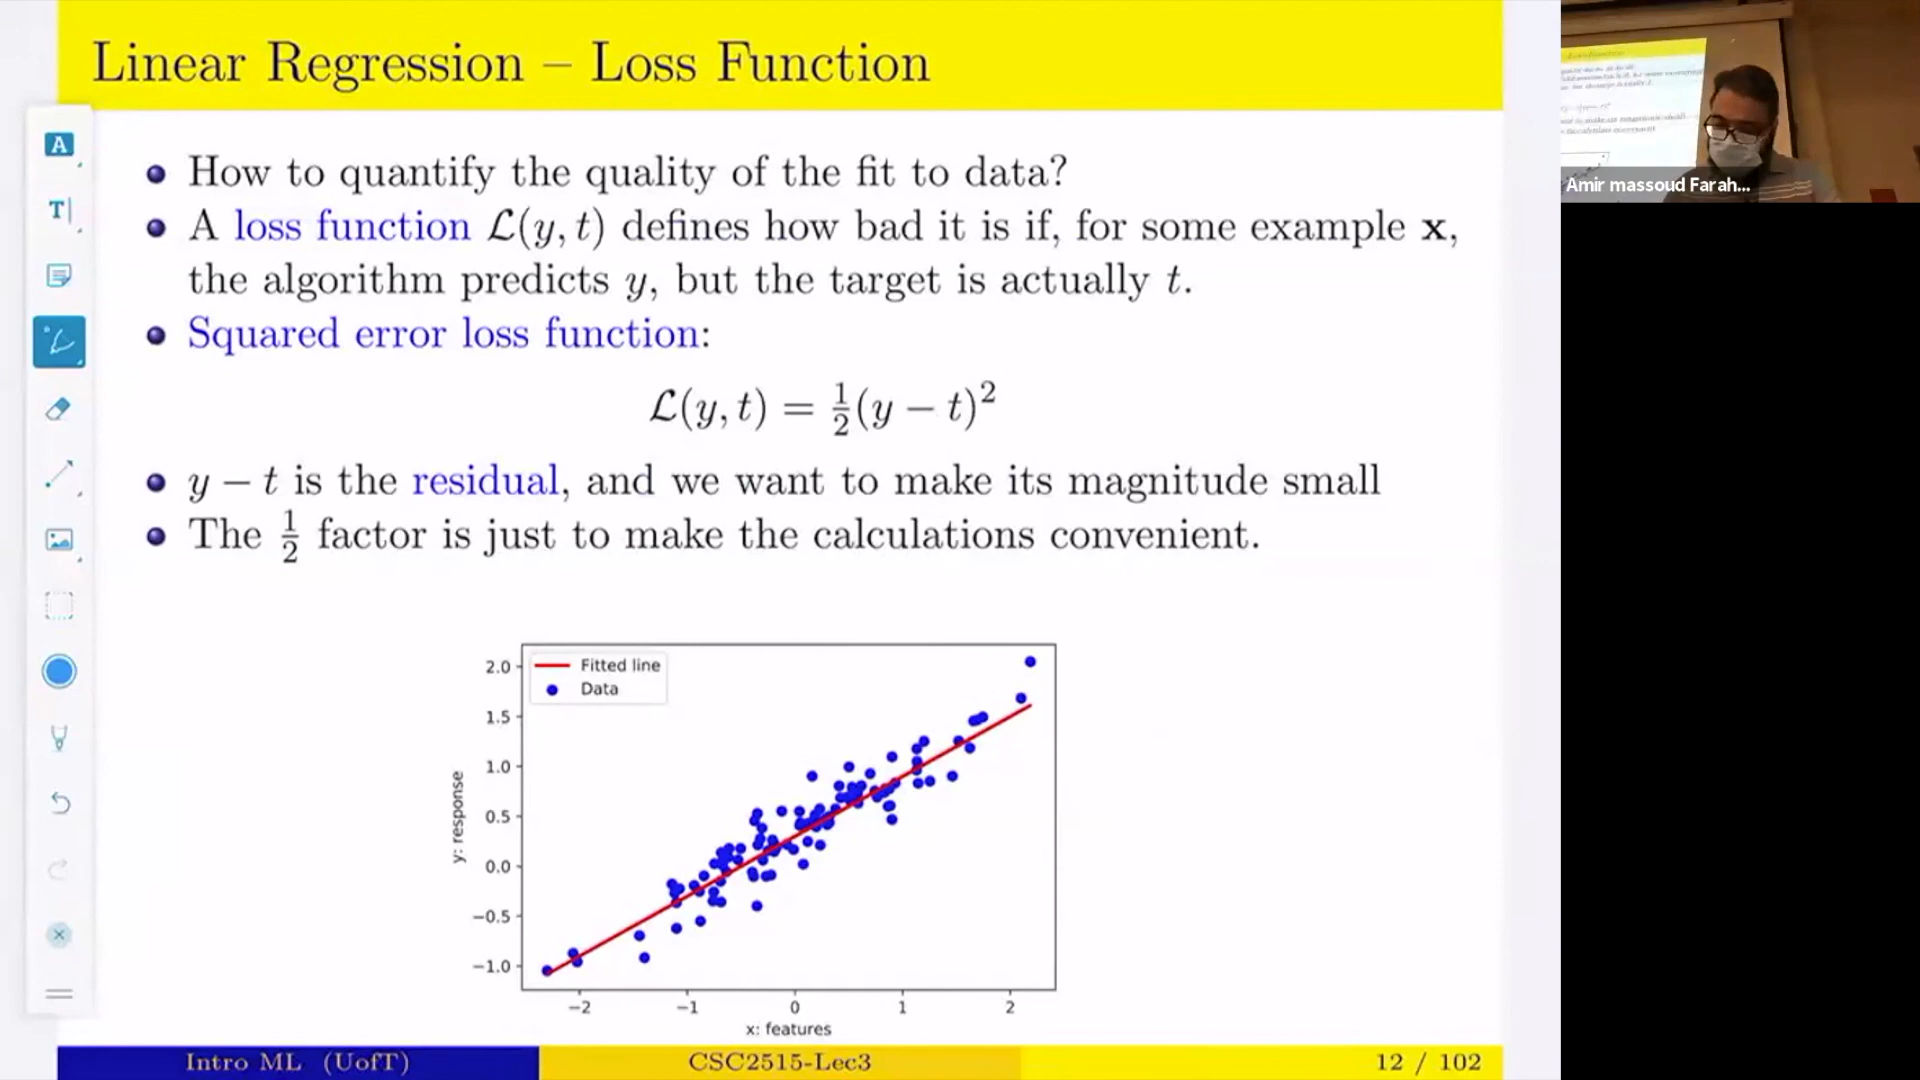 Linear Regression – Loss Function
How to quantify the quality of the fit to data?
A loss function ℒ(y, t) defines how bad it is if, for some example x,
the algorithm predicts y, but the target is actually t.
Squared error loss function:
ℒ(y, t) = ½(y − t)²
y − t is the residual, and we want to make its magnitude small
The ½ factor is just to make the calculations convenient.
Fitted line
Data
2.0
1.5
1.0
0.5
0.0
−0.5
−1.0
y: response
−2 −1 0 1 2
x: features
Intro ML (UofT) CSC2515-Lec3 12 / 102
A
T
Amir massoud Farah...